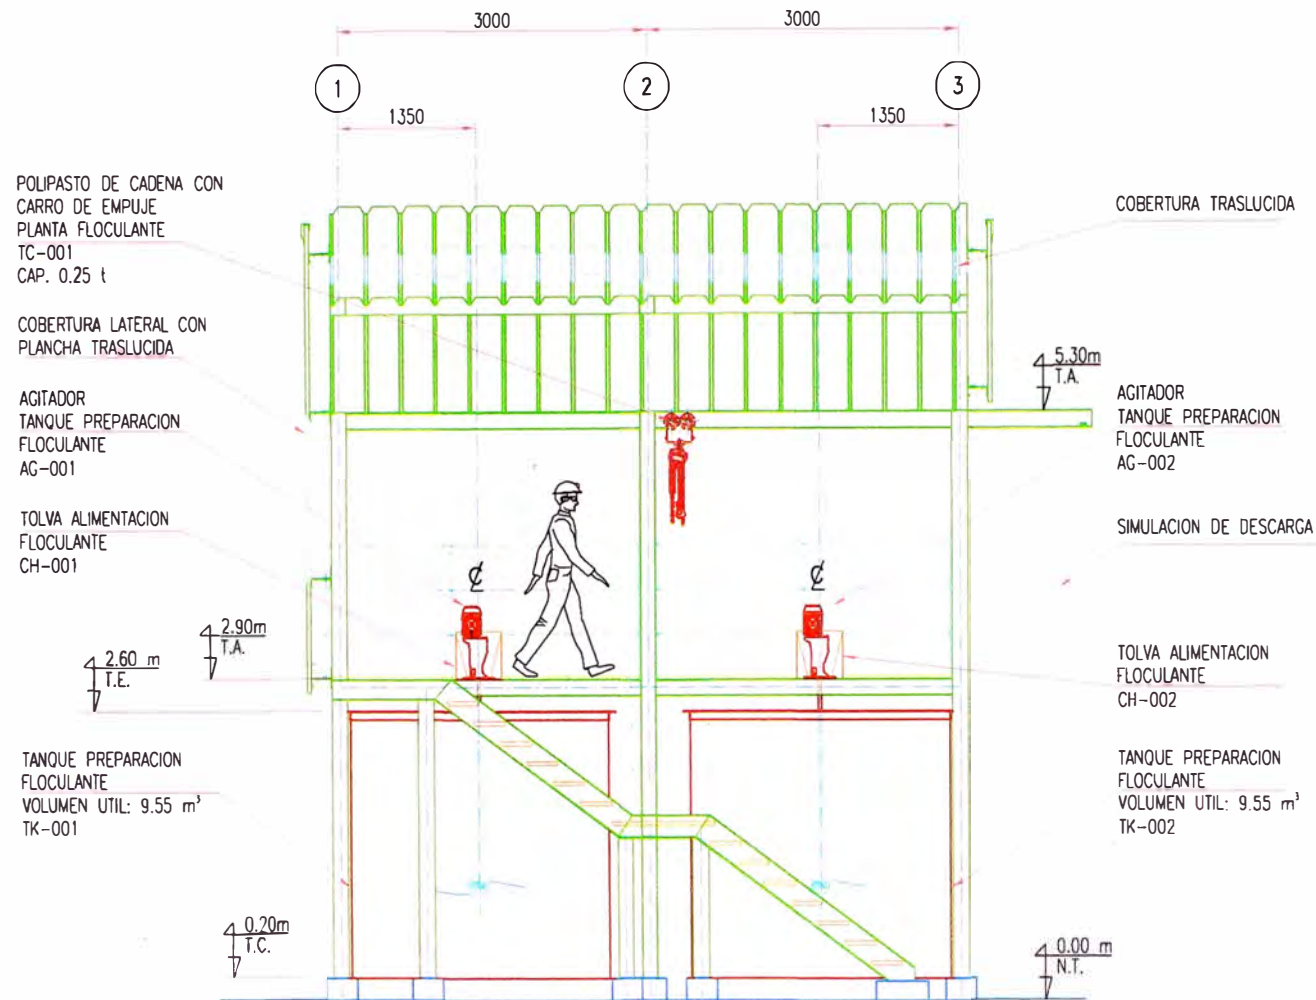 3000
3000
1
2
3
1350
1350
POLIPASTO DE CADENA CON
CARRO DE EMPUJE
PLANTA FLOCULANTE
TC-001
CAP. 0.25 t
COBERTURA LATERAL CON
PLANCHA TRASLUCIDA
AGITADOR
TANQUE PREPARACION
FLOCULANTE
AG-001
TOLVA ALIMENTACION
FLOCULANTE
CH-001
2.90m
T.A.
2.60 m
T.E.
TANQUE PREPARACION
FLOCULANTE
VOLUMEN UTIL: 9.55 m³
TK-001
0.20m
T.C.
COBERTURA TRASLUCIDA
5.30m
T.A.
AGITADOR
TANQUE PREPARACION
FLOCULANTE
AG-002
SIMULACION DE DESCARGA
℄
℄
TOLVA ALIMENTACION
FLOCULANTE
CH-002
TANQUE PREPARACION
FLOCULANTE
VOLUMEN UTIL: 9.55 m³
TK-002
0.00 m
N.T.